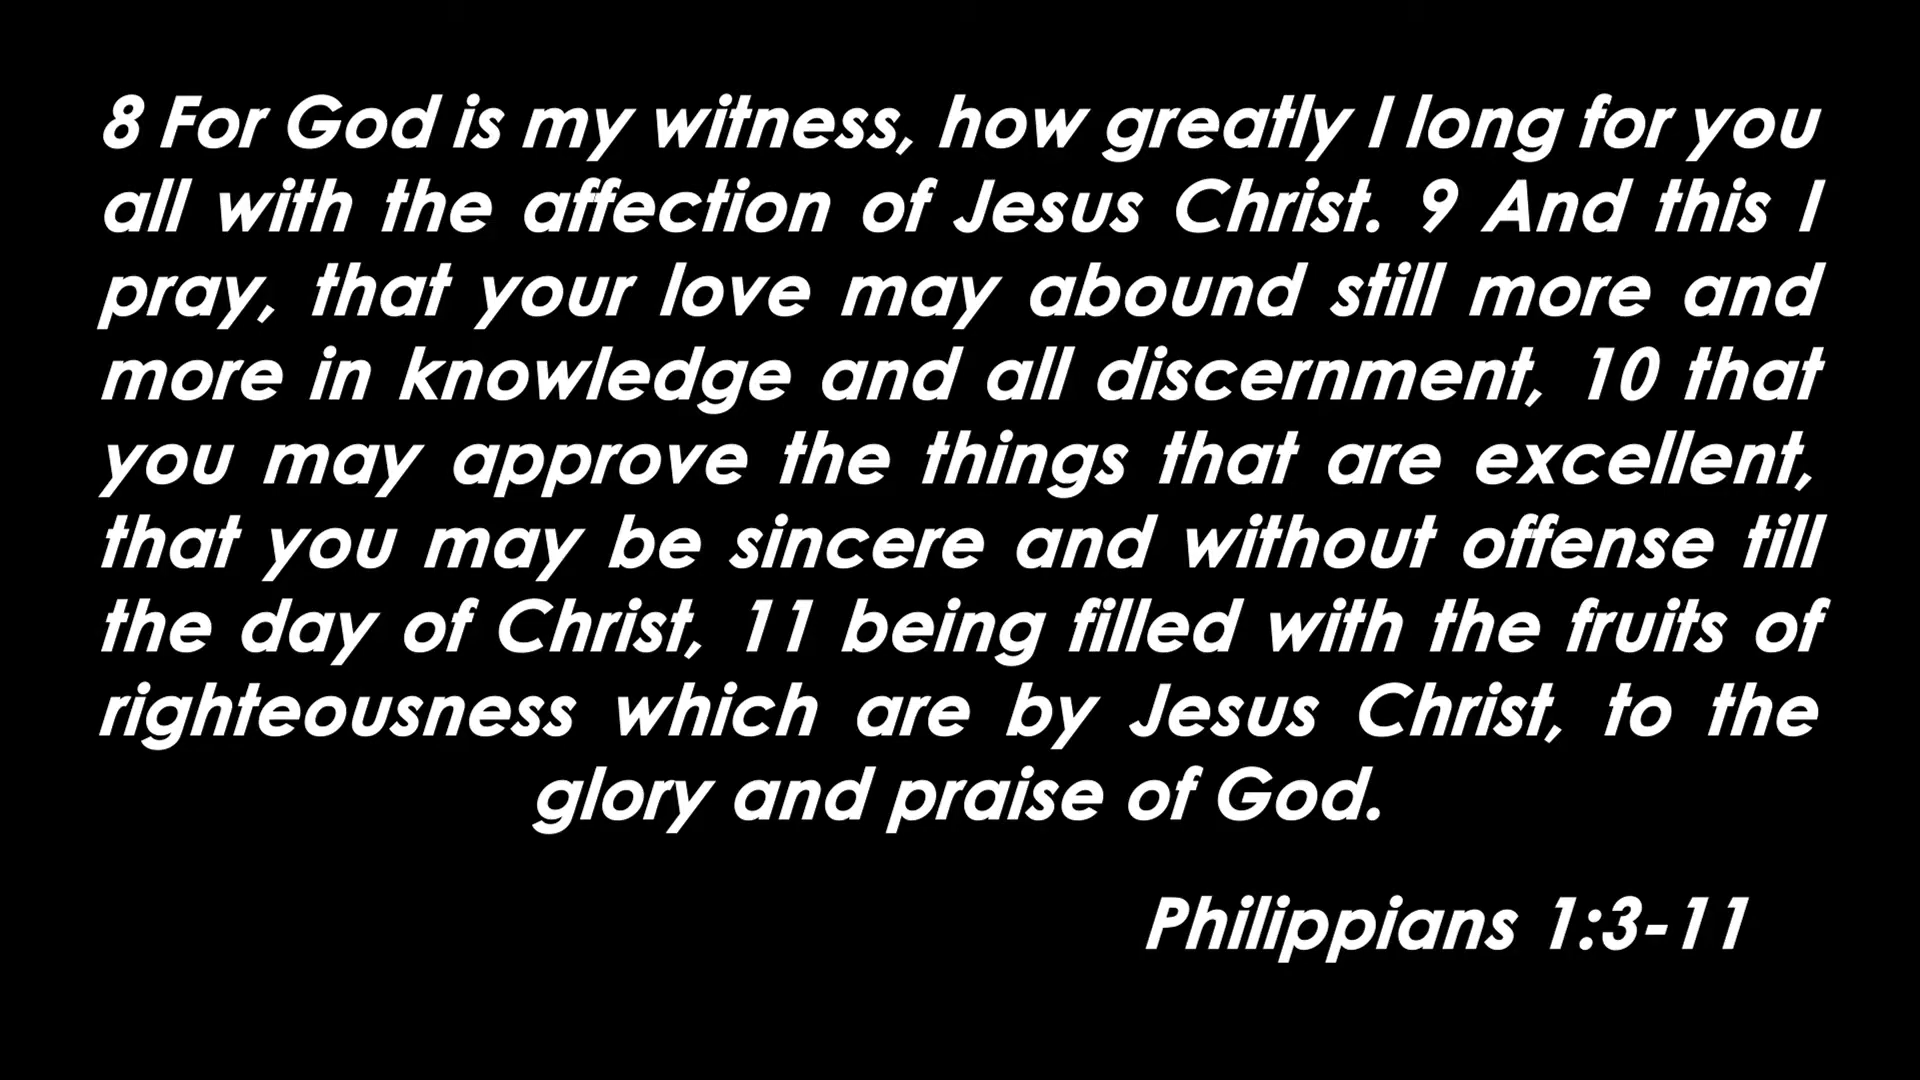 8 For God is my witness, how greatly I long for you
all with the affection of Jesus Christ. 9 And this I
pray, that your love may abound still more and
more in knowledge and all discernment, 10 that
you may approve the things that are excellent,
that you may be sincere and without offense till
the day of Christ, 11 being filled with the fruits of
righteousness which are by Jesus Christ, to the
glory and praise of God.
Philippians 1:3-11